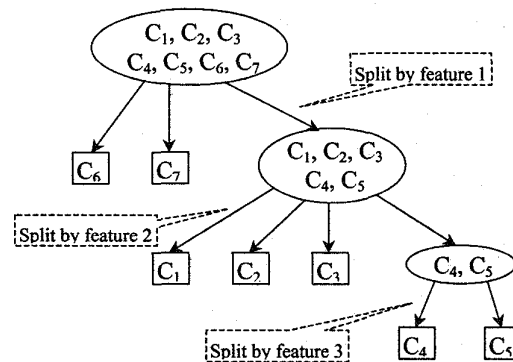 C₁, C₂, C₃
C₄, C₅, C₆, C₇
Split by feature 1
C₆
C₇
C₁, C₂, C₃
C₄, C₅
Split by feature 2
C₁
C₂
C₃
C₄, C₅
Split by feature 3
C₄
C₅